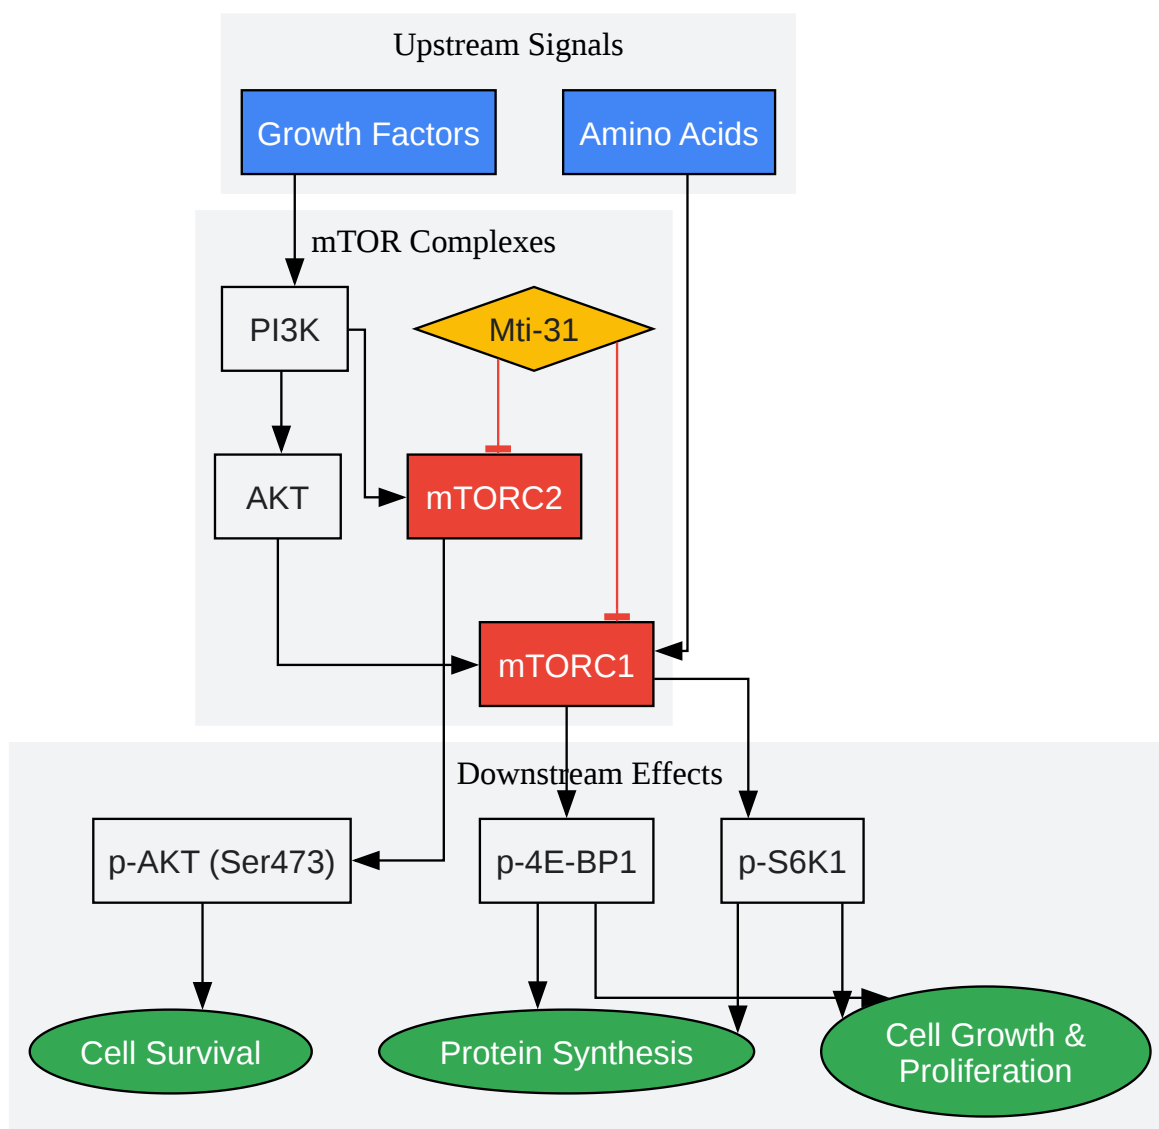 Upstream Signals
Growth Factors
Amino Acids
mTOR Complexes
PI3K
Mti-31
AKT
mTORC2
mTORC1
Downstream Effects
p-AKT (Ser473)
p-4E-BP1
p-S6K1
Cell Survival
Protein Synthesis
Cell Growth &
Proliferation